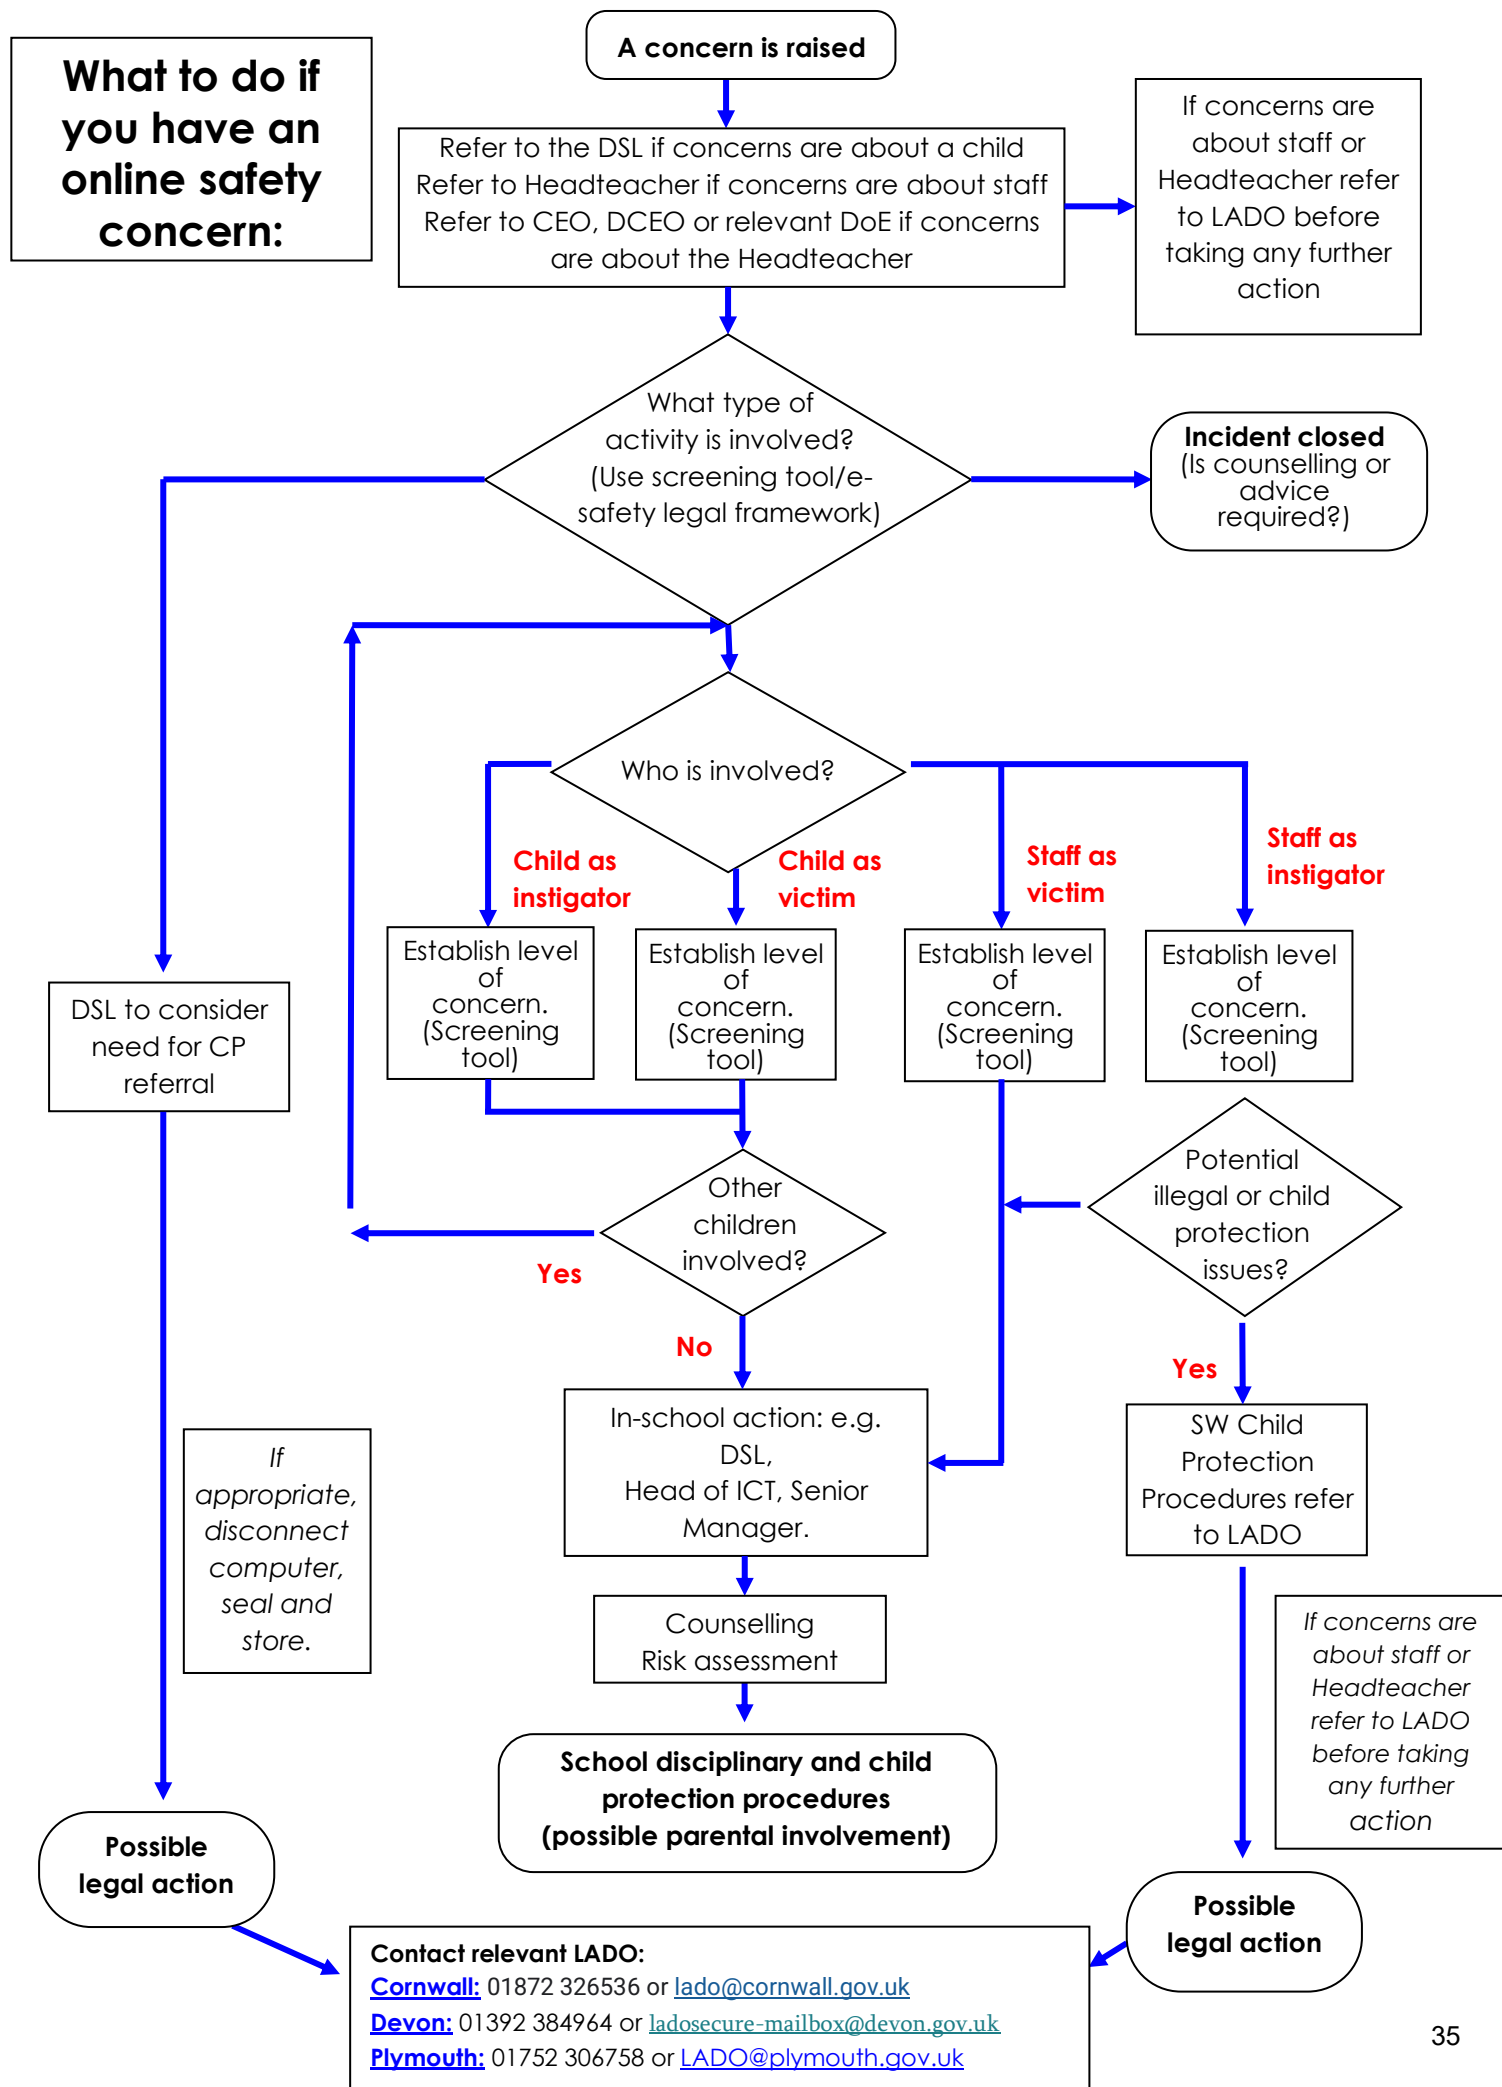 What to do if
you have an
online safety
concern:
A concern is raised
Refer to the DSL if concerns are about a child
Refer to Headteacher if concerns are about staff
Refer to CEO, DCEO or relevant DoE if concerns
are about the Headteacher
If concerns are
about staff or
Headteacher refer
to LADO before
taking any further
action
What type of
activity is involved?
(Use screening tool/e-
safety legal framework)
Incident closed
(Is counselling or
advice
required?)
Who is involved?
Child as
instigator
Child as
victim
Staff as
victim
Staff as
instigator
Establish level
of
concern.
(Screening
tool)
Establish level
of
concern.
(Screening
tool)
Establish level
of
concern.
(Screening
tool)
Establish level
of
concern.
(Screening
tool)
DSL to consider
need for CP
referral
Other
children
involved?
Yes
No
Potential
illegal or child
protection
issues?
Yes
In-school action: e.g.
DSL,
Head of ICT, Senior
Manager.
SW Child
Protection
Procedures refer
to LADO
If
appropriate,
disconnect
computer,
seal and
store.
Counselling
Risk assessment
If concerns are
about staff or
Headteacher
refer to LADO
before taking
any further
action
School disciplinary and child
protection procedures
(possible parental involvement)
Possible
legal action
Possible
legal action
Contact relevant LADO:
Cornwall: 01872 326536 or lado@cornwall.gov.uk
Devon: 01392 384964 or ladosecure-mailbox@devon.gov.uk
Plymouth: 01752 306758 or LADO@plymouth.gov.uk
35